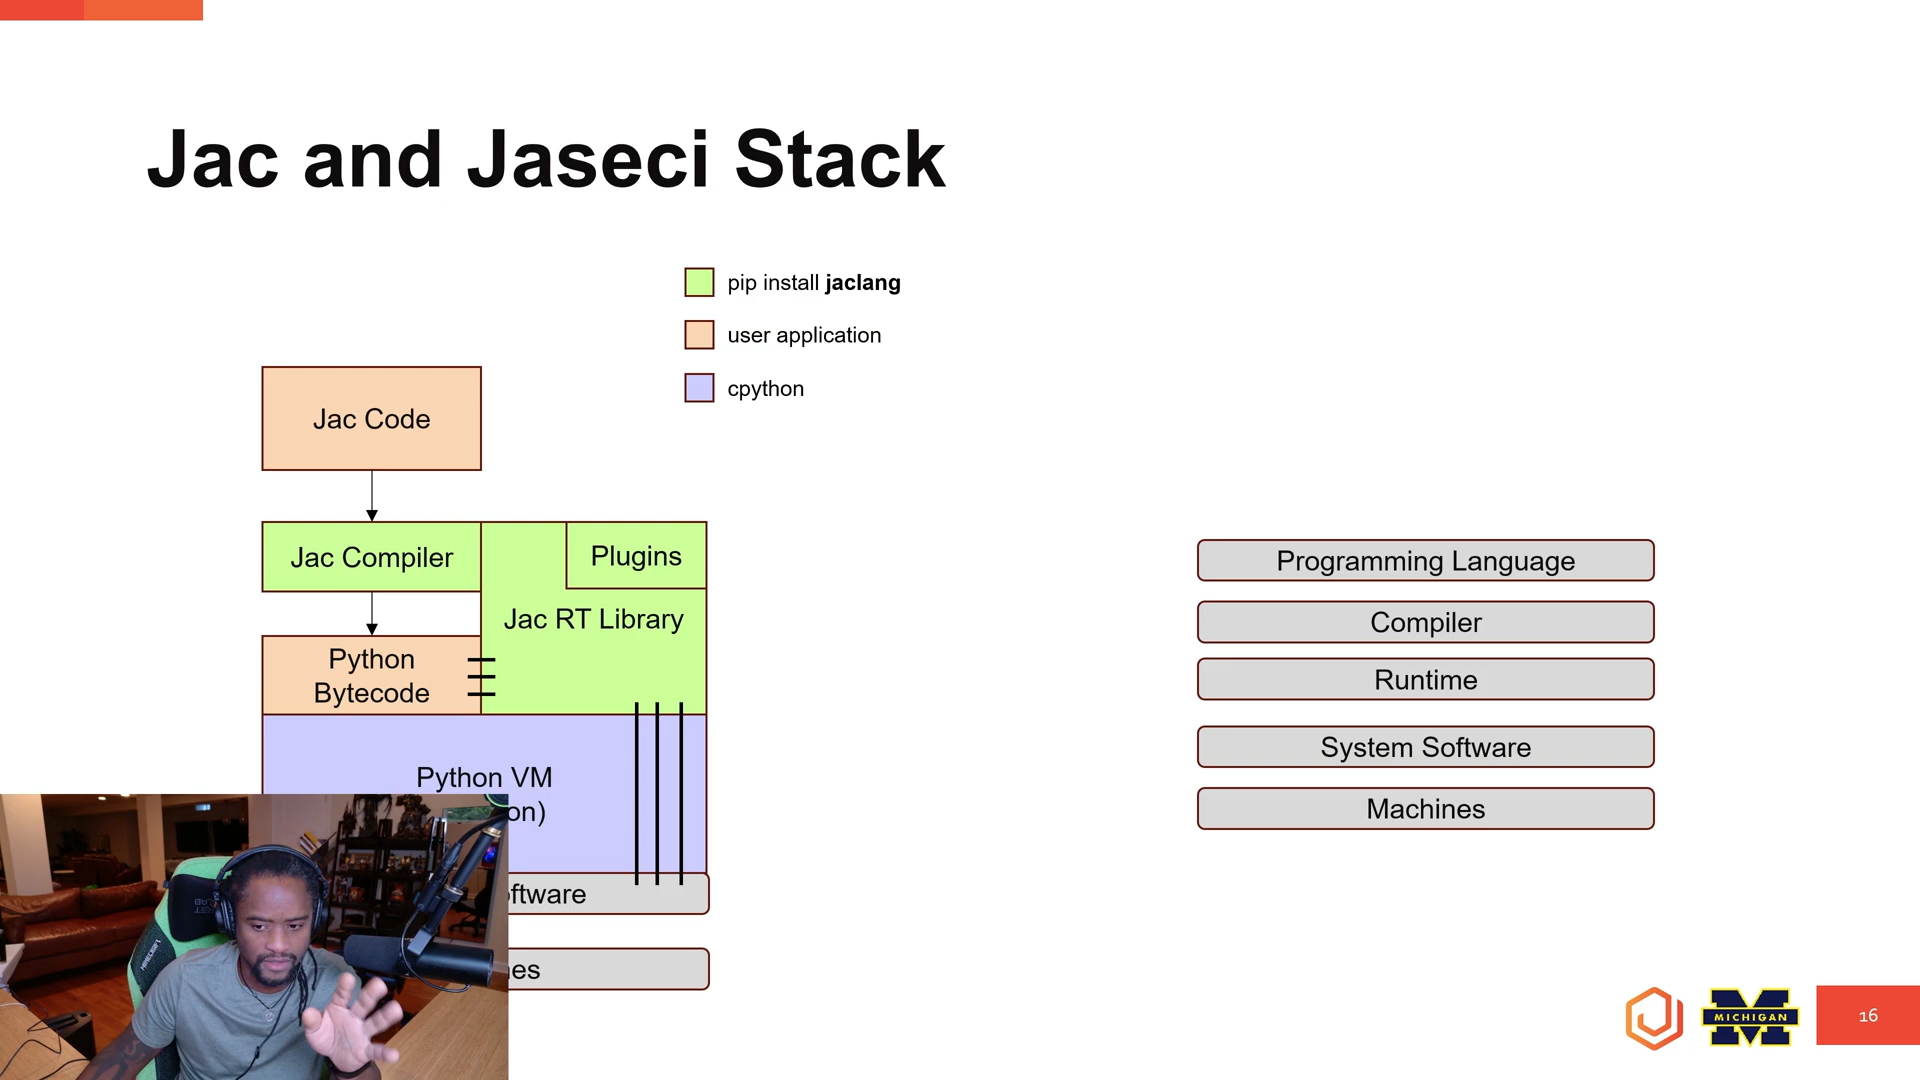 Jac and Jaseci Stack
pip install jaclang
user application
cpython
Jac Code
Jac Compiler
Plugins
Jac RT Library
Python
Bytecode
Python VM
on)
ftware
es
Programming Language
Compiler
Runtime
System Software
Machines
MICHIGAN
16